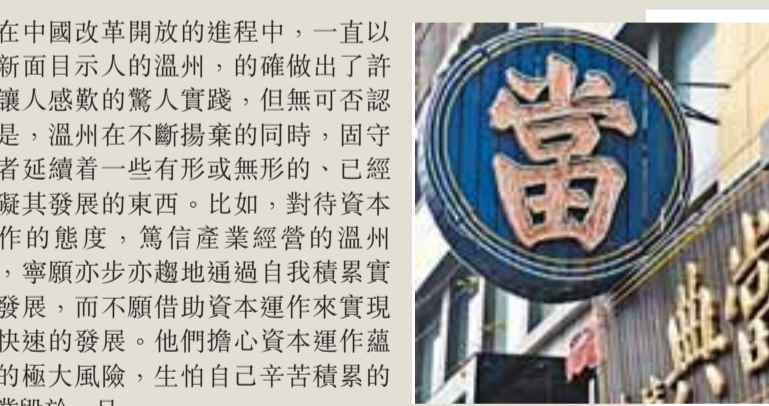 在中國改革開放的進程中，一直以
新面目示人的溫州，的確做出了許
讓人感歎的驚人實踐，但無可否認
是，溫州在不斷揚棄的同時，固守
者延續着一些有形或無形的、已經
礙其發展的東西。比如，對待資本
作的態度，篤信產業經營的溫州
，寧願亦步亦趨地通過自我積累實
發展，而不願借助資本運作來實現
快速的發展。他們擔心資本運作蘊
的極大風險，生怕自己辛苦積累的
當
典當